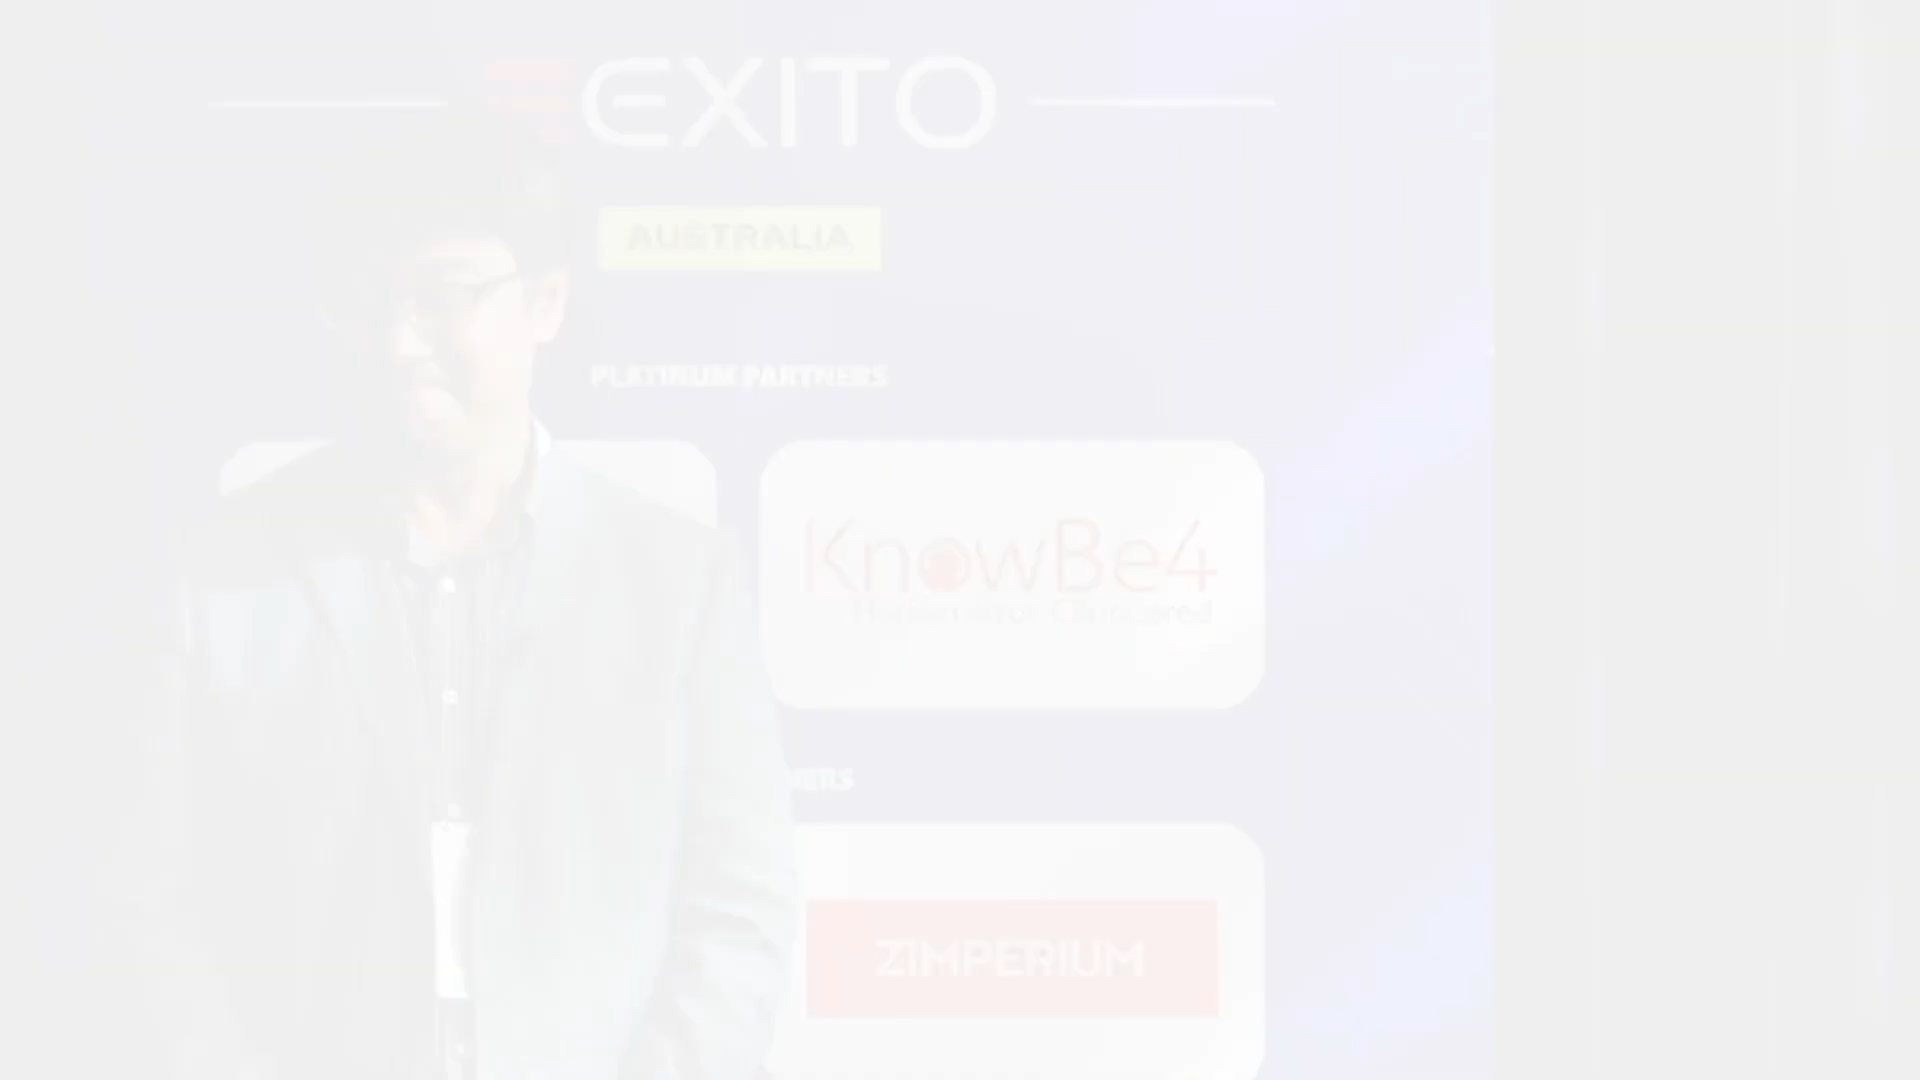 EXITO
AUSTRALIA
PLATINUM PARTNERS
KnowBe4
Human error Conquered.
ZIMPERIUM